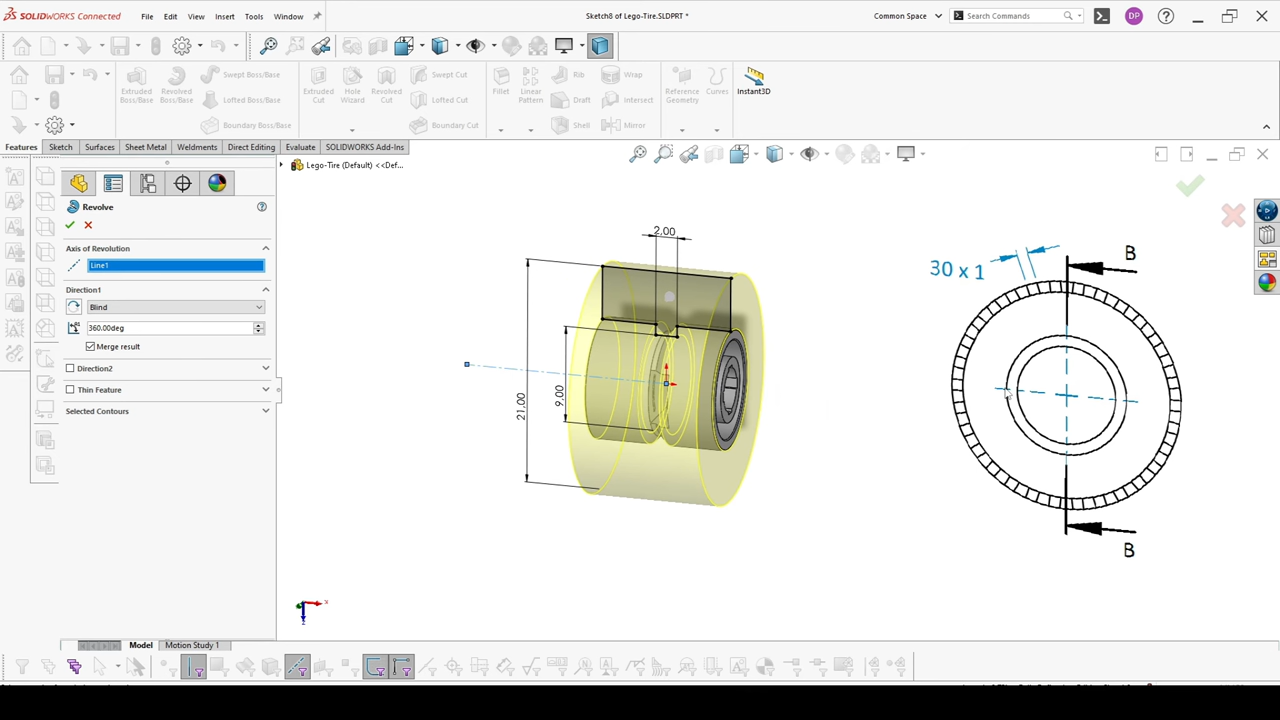 SOLIDWORKS Connected
File Edit View Insert Tools Window
Sketch8 of Lego-Tire.SLDPRT *
Common Space
Search Commands
DP
Extruded Boss/Base
Revolved Boss/Base
Swept Boss/Base
Lofted Boss/Base
Boundary Boss/Base
Extruded Cut
Hole Wizard
Revolved Cut
Swept Cut
Lofted Cut
Boundary Cut
Fillet
Linear Pattern
Rib
Draft
Shell
Wrap
Intersect
Mirror
Reference Geometry
Curves
Instant3D
Features Sketch Surfaces Sheet Metal Weldments Direct Editing Evaluate SOLIDWORKS Add-Ins
Lego-Tire (Default) <<Def...
Revolve
Axis of Revolution
Line1
Direction1
Blind
360.00deg
Merge result
Direction2
Thin Feature
Selected Contours
2,00
21,00
9,00
30 x 1
B
B
x
z
Model Motion Study 1